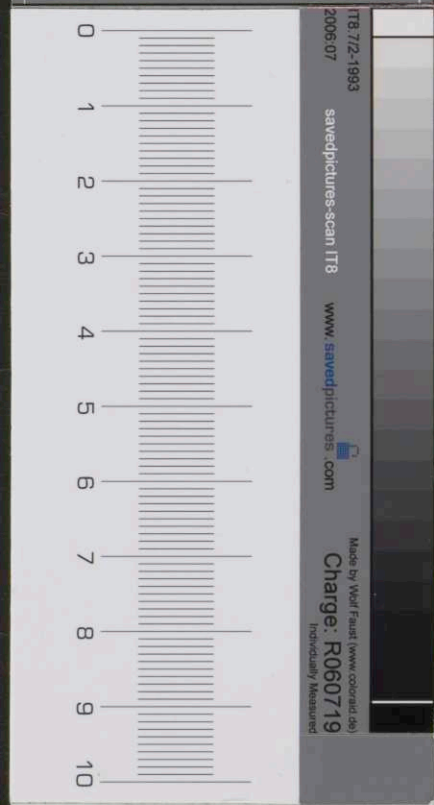 0
1
2
3
4
5
6
7
8
9
10
IT8.7/2-1993
2006:07
savedpictures-scan IT8
www.savedpictures.com
Made by Wolf Faust (www.coloraid.de)
Charge: R060719
Individually Measured